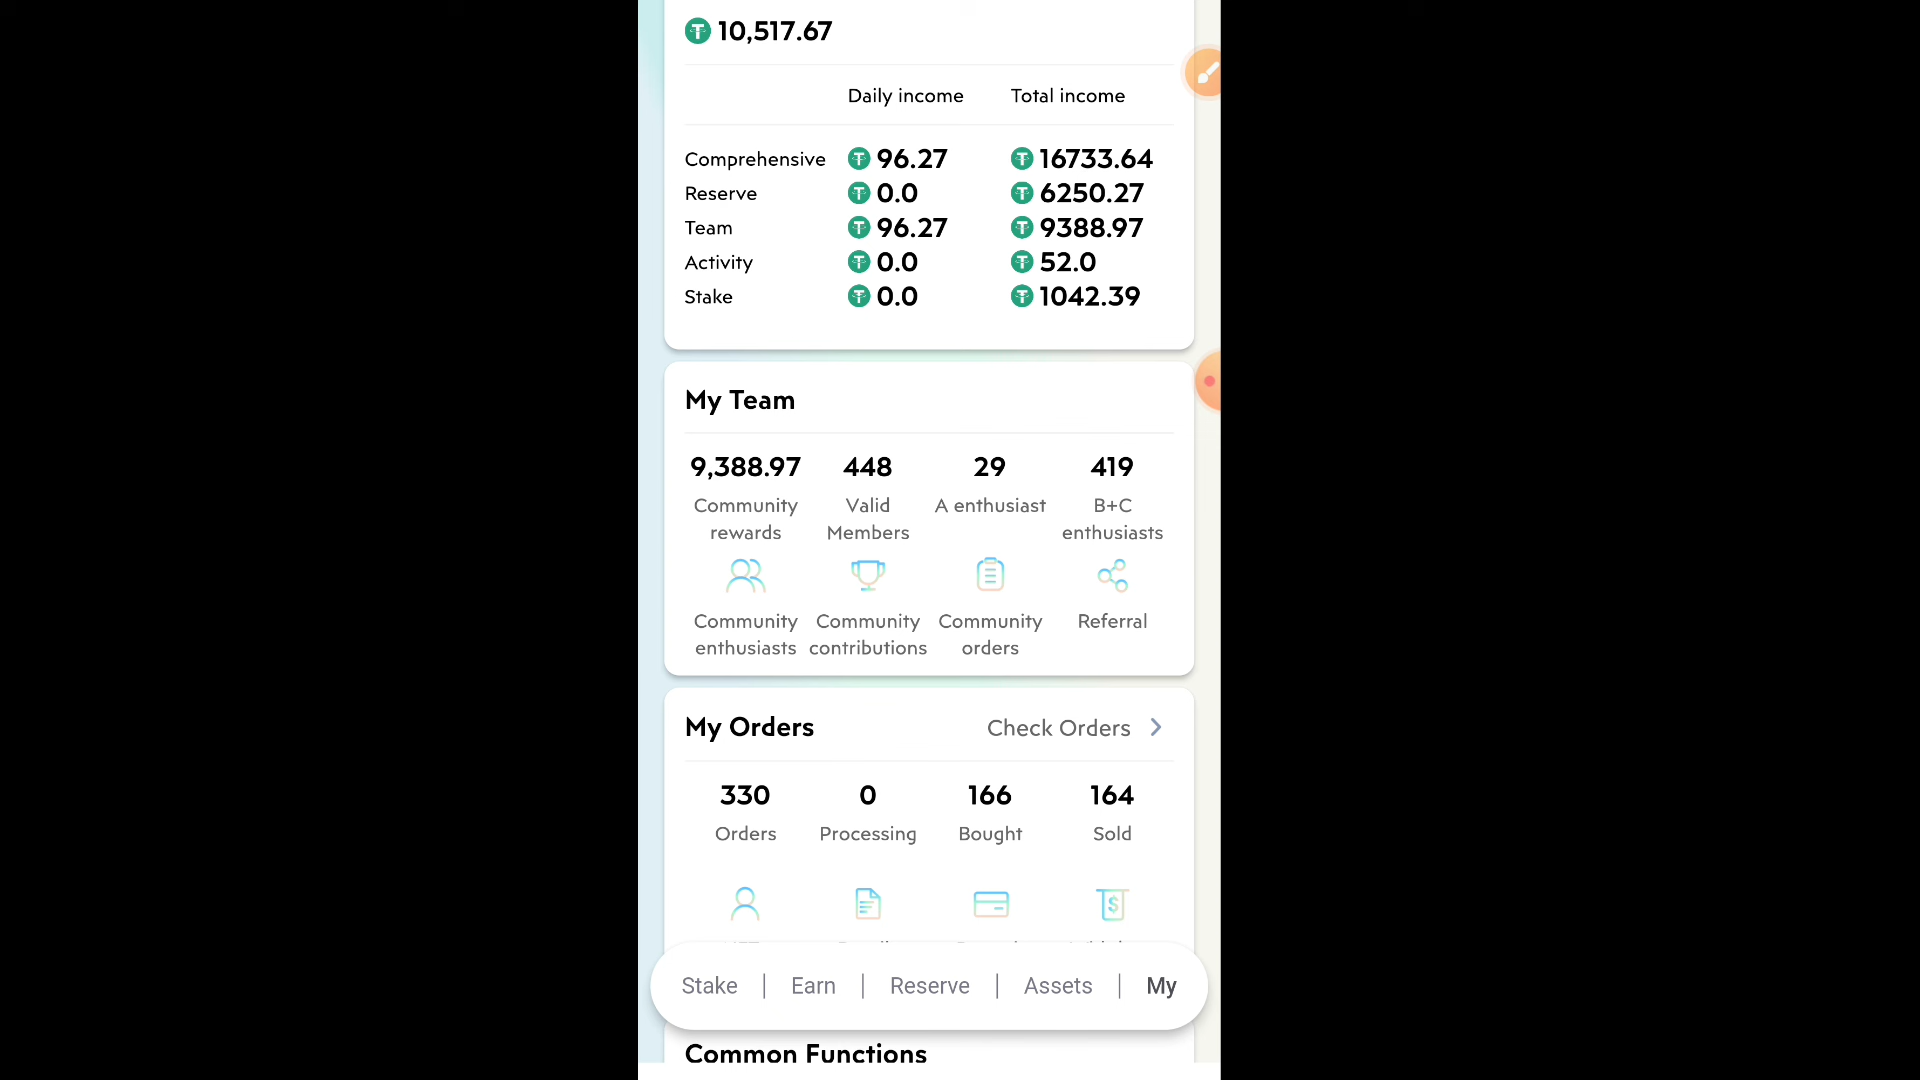 10,517.67
Daily income Total income
Comprehensive 96.27 16733.64
Reserve 0.0 6250.27
Team 96.27 9388.97
Activity 0.0 52.0
Stake 0.0 1042.39
My Team
9,388.97 448 29 419
Community Valid A enthusiast B+C
rewards Members enthusiasts
Community Community Community Referral
enthusiasts contributions orders
My Orders Check Orders
330 0 166 164
Orders Processing Bought Sold
Stake | Earn | Reserve | Assets | My
Common Functions